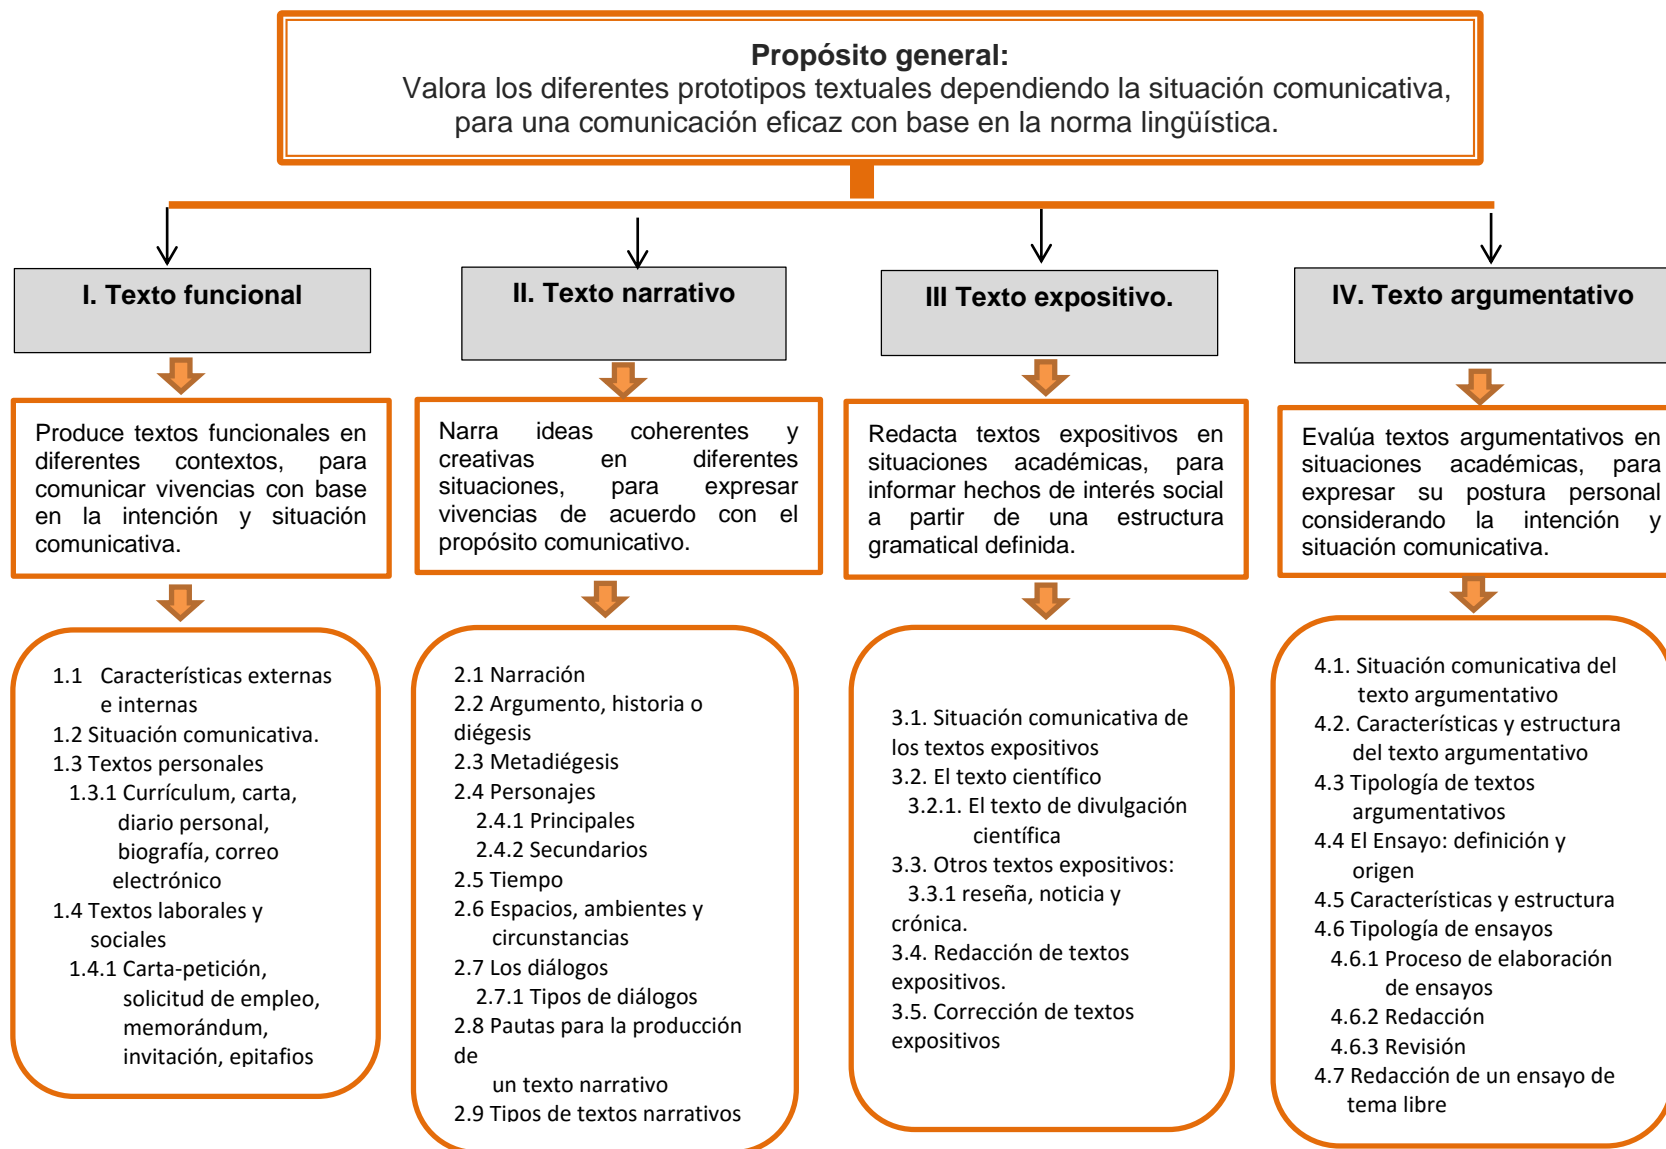 Propósito general:
Valora los diferentes prototipos textuales dependiendo la situación comunicativa,
para una comunicación eficaz con base en la norma lingüística.
I. Texto funcional
II. Texto narrativo
III Texto expositivo.
IV. Texto argumentativo
Produce textos funcionales en
diferentes contextos, para
comunicar vivencias con base
en la intención y situación
comunicativa.
Narra ideas coherentes y
creativas en diferentes
situaciones, para expresar
vivencias de acuerdo con el
propósito comunicativo.
Redacta textos expositivos en
situaciones académicas, para
informar hechos de interés social
a partir de una estructura
gramatical definida.
Evalúa textos argumentativos en
situaciones académicas, para
expresar su postura personal
considerando la intención y
situación comunicativa.
1.1 Características externas
e internas
1.2 Situación comunicativa.
1.3 Textos personales
1.3.1 Currículum, carta,
diario personal,
biografía, correo
electrónico
1.4 Textos laborales y
sociales
1.4.1 Carta-petición,
solicitud de empleo,
memorándum,
invitación, epitafios
2.1 Narración
2.2 Argumento, historia o
diégesis
2.3 Metadiégesis
2.4 Personajes
2.4.1 Principales
2.4.2 Secundarios
2.5 Tiempo
2.6 Espacios, ambientes y
circunstancias
2.7 Los diálogos
2.7.1 Tipos de diálogos
2.8 Pautas para la producción
de
un texto narrativo
2.9 Tipos de textos narrativos
3.1. Situación comunicativa de
los textos expositivos
3.2. El texto científico
3.2.1. El texto de divulgación
científica
3.3. Otros textos expositivos:
3.3.1 reseña, noticia y
crónica.
3.4. Redacción de textos
expositivos.
3.5. Corrección de textos
expositivos
4.1. Situación comunicativa del
texto argumentativo
4.2. Características y estructura
del texto argumentativo
4.3 Tipología de textos
argumentativos
4.4 El Ensayo: definición y
origen
4.5 Características y estructura
4.6 Tipología de ensayos
4.6.1 Proceso de elaboración
de ensayos
4.6.2 Redacción
4.6.3 Revisión
4.7 Redacción de un ensayo de
tema libre